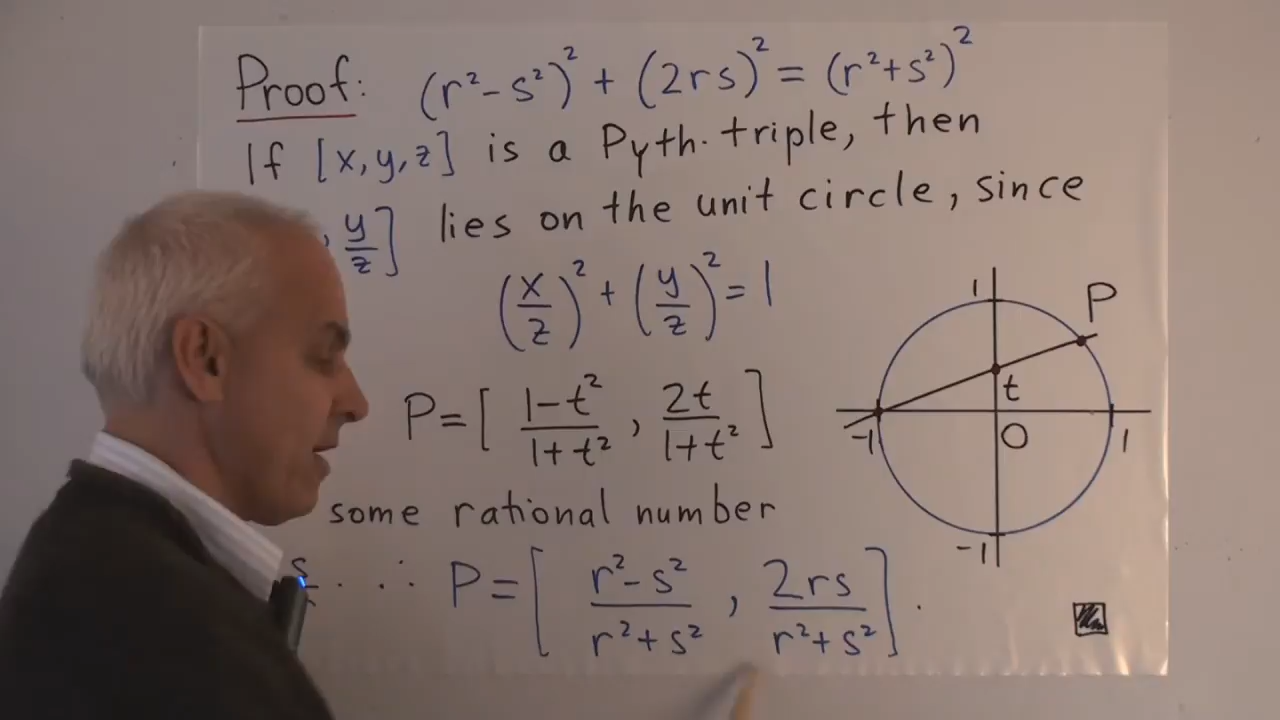 Proof: (r²-s²)² + (2rs)² = (r²+s²)²
If [x,y,z] is a Pyth. triple, then
, y/z] lies on the unit circle, since
(x/z)² + (y/z)² = 1
P = [ (1-t²)/(1+t²) , 2t/(1+t²) ]
some rational number
∴ P = [ (r²-s²)/(r²+s²) , 2rs/(r²+s²) ] .
1
P
t
-1
O
1
-1